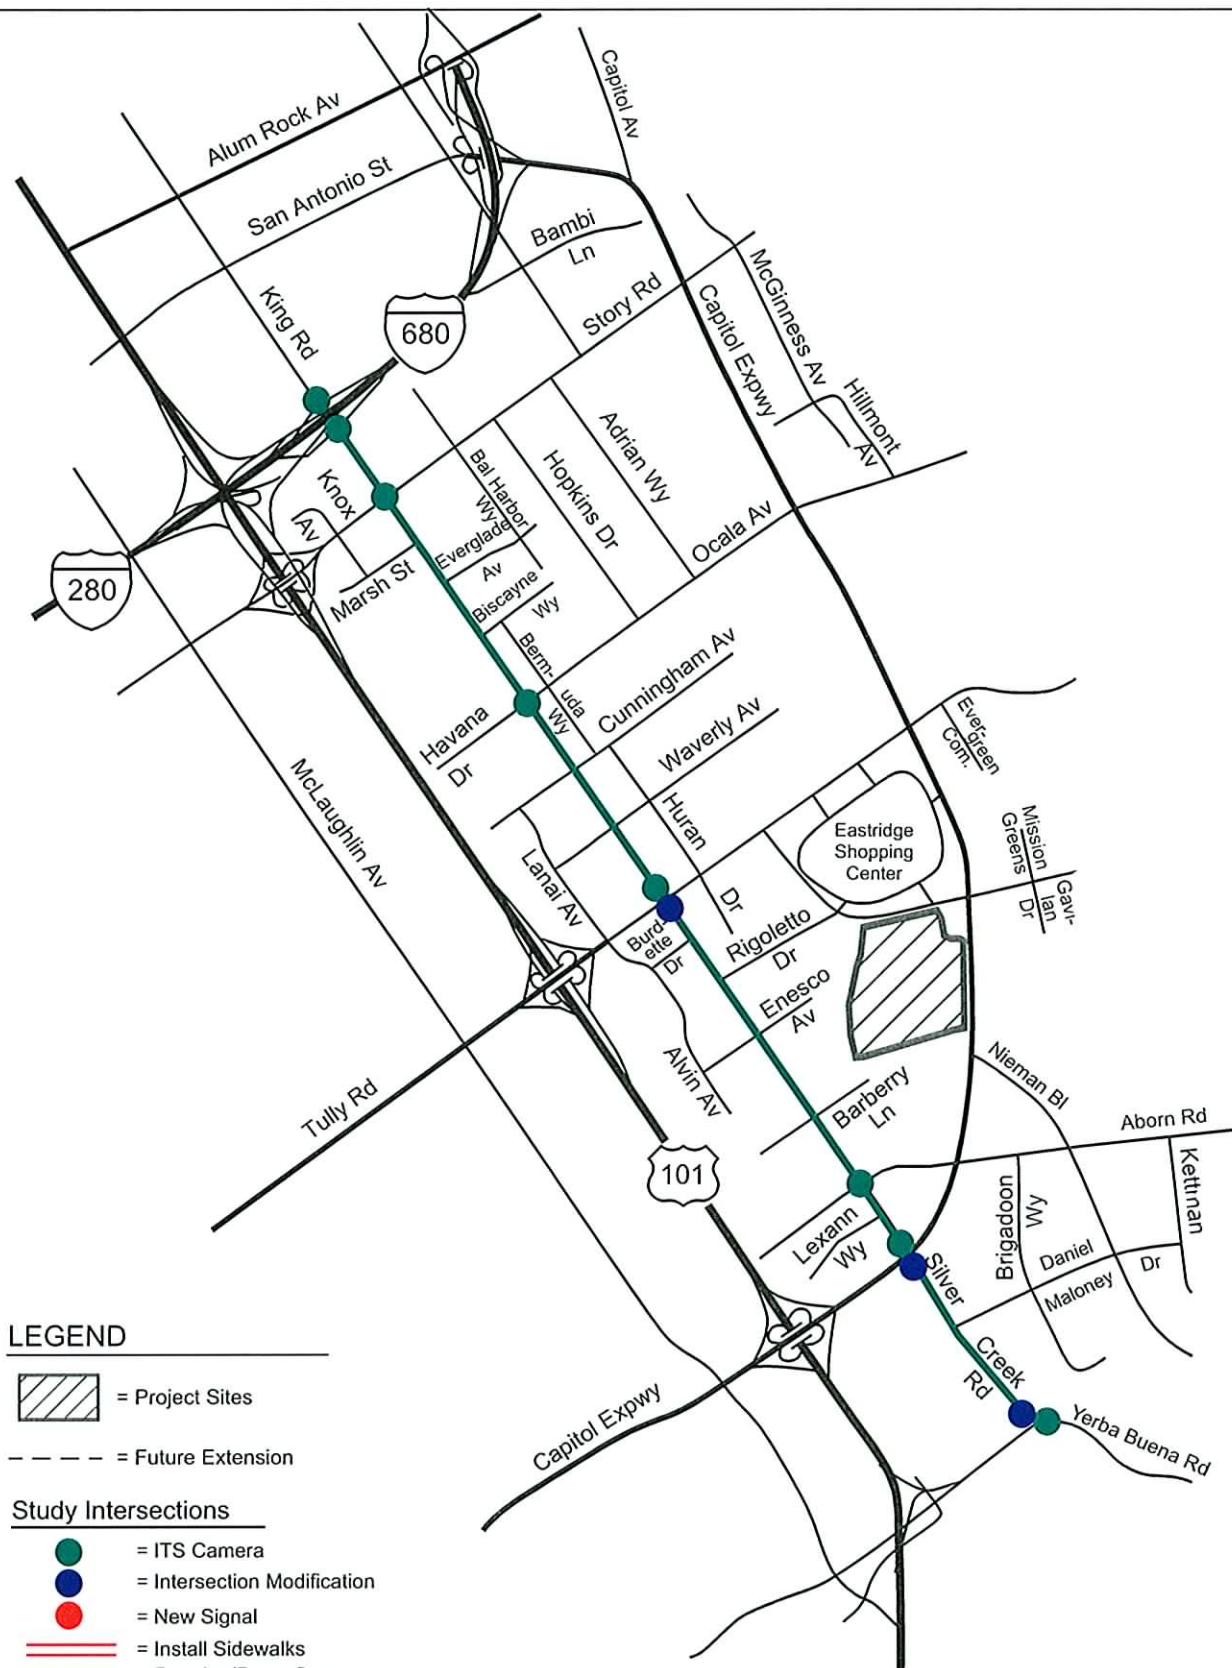 Capitol Av
Alum Rock Av
San Antonio St
Bambi
Ln
McGinness Av
Story Rd
King Rd
680
Capitol Expwy
Hillmont
Av
Adrian Wy
Hopkins Dr
Bal Harbor
Wy
Knox
Av
Everglade
Av
Ocala Av
280
Marsh St
Biscayne
Wy
Berm-
uda
Wy
Cunningham Av
Havana
Dr
Waverly Av
Ever-
green
Com.
McLaughlin Av
Huran
Dr
Eastridge
Shopping
Center
Mission
Greens
Gavi-
lan
Dr
Lanai Av
Burd-
ette
Dr
Rigoletto
Dr
Enesco
Av
Alvin Av
Nieman Bl
Tully Rd
Barberry
Ln
Aborn Rd
101
Kettman
Brigadoon
Wy
Lexann
Wy
Silver
Creek
Rd
Daniel
Maloney
Dr
Capitol Expwy
Yerba Buena Rd
LEGEND
= Project Sites
= Future Extension
Study Intersections
= ITS Camera
= Intersection Modification
= New Signal
= Install Sidewalks